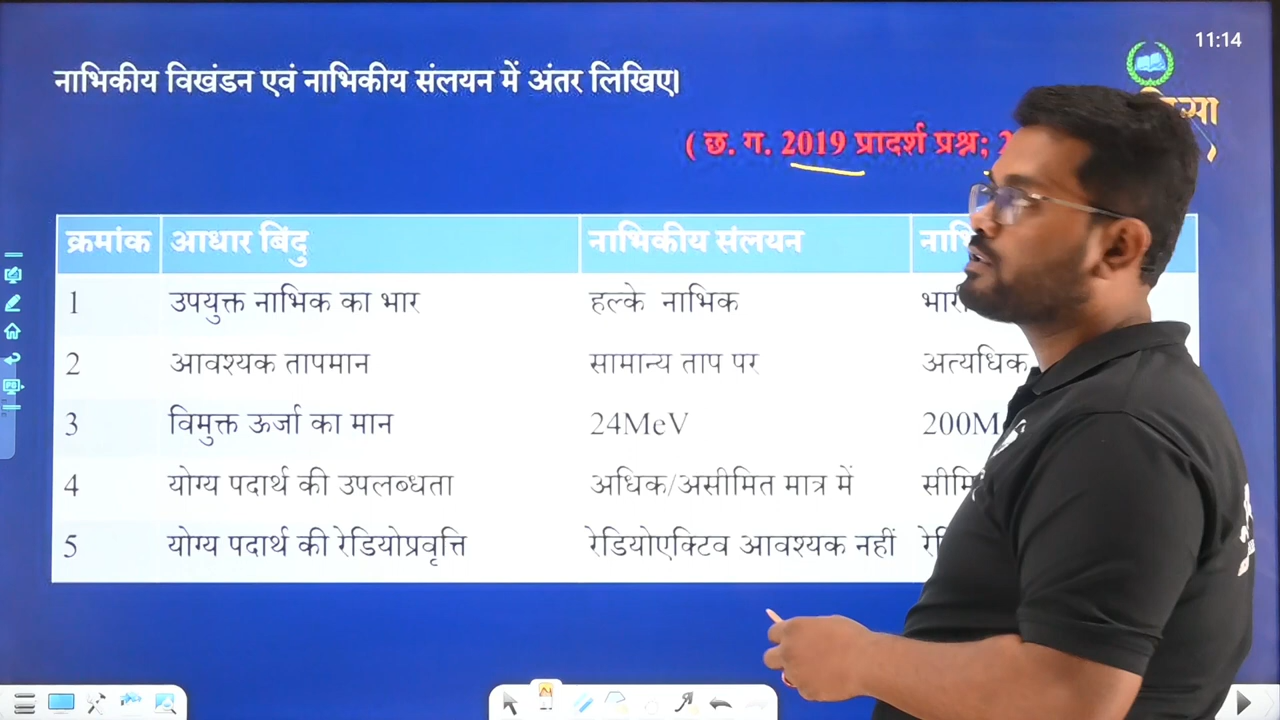 11:14
नाभिकीय विखंडन एवं नाभिकीय संलयन में अंतर लिखिए।
( छ. ग. 2019 प्रादर्श प्रश्न;
क्रमांक आधार बिंदु नाभिकीय संलयन
1 उपयुक्त नाभिक का भार हल्के नाभिक
2 आवश्यक तापमान सामान्य ताप पर अत्यधिक
3 विमुक्त ऊर्जा का मान 24MeV
4 योग्य पदार्थ की उपलब्धता अधिक/असीमित मात्र में
5 योग्य पदार्थ की रेडियोप्रवृत्ति रेडियोएक्टिव आवश्यक नहीं